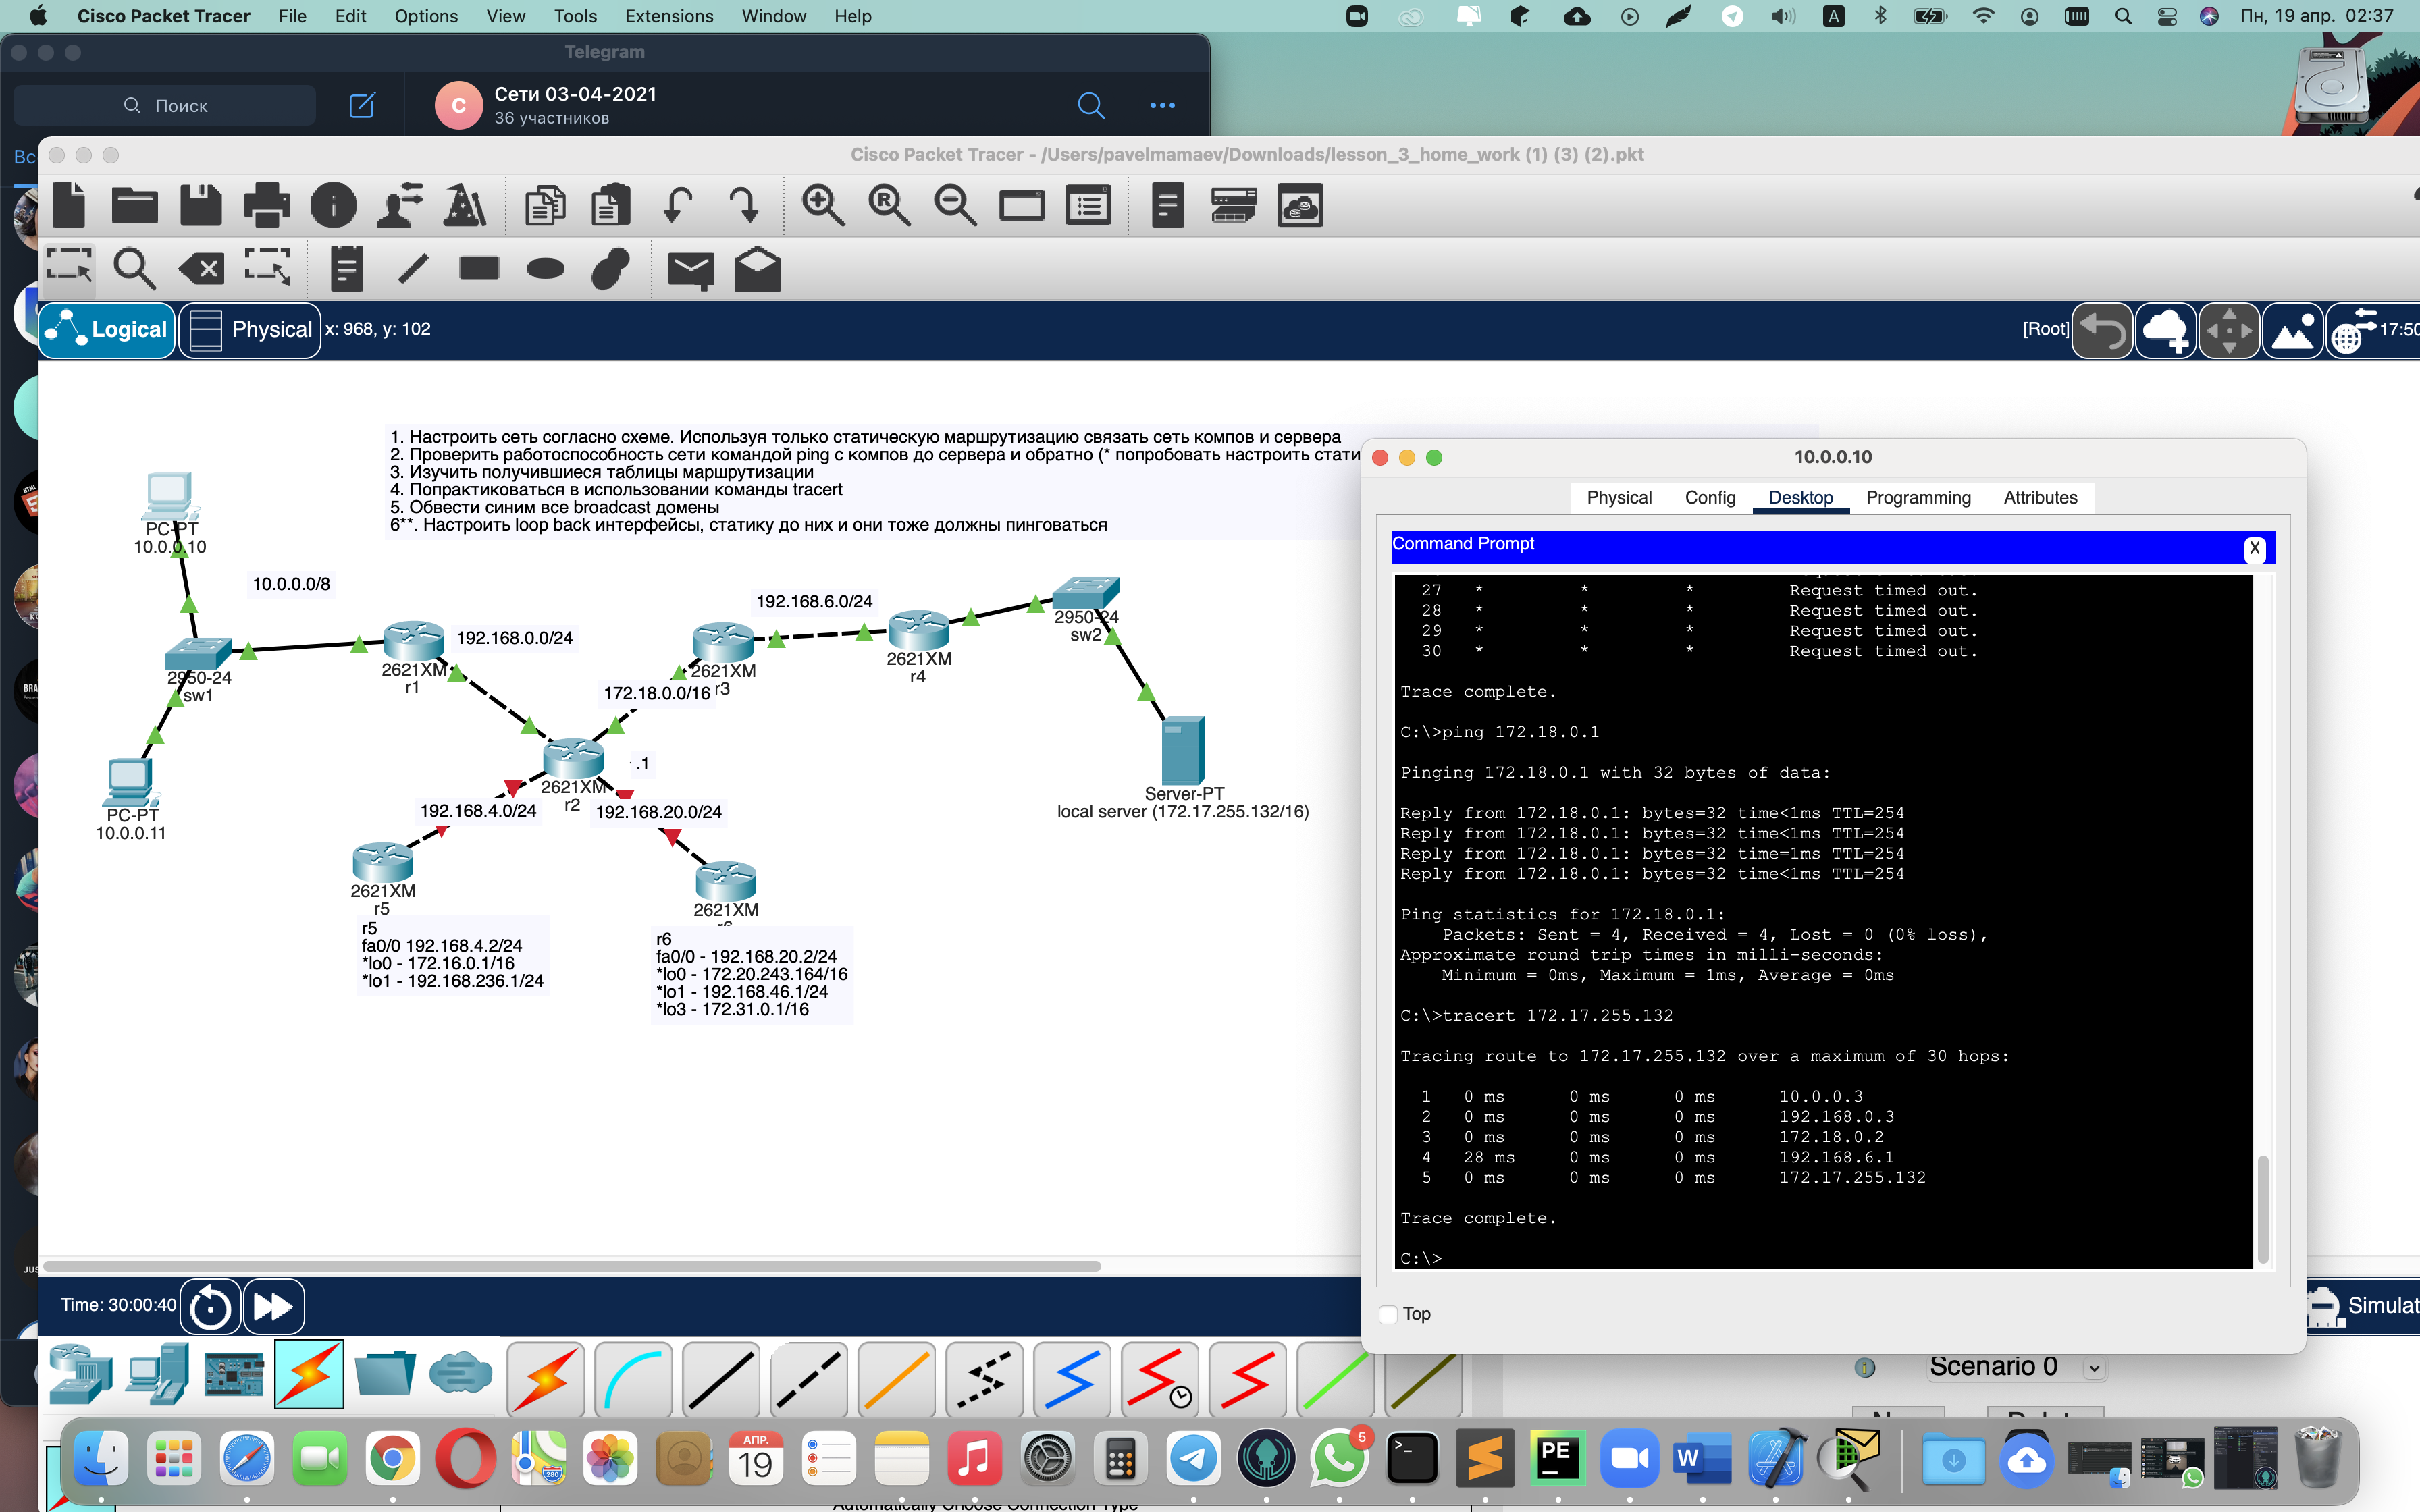 Cisco Packet Tracer File Edit Options View Tools Extensions Window Help
A
Пн, 19 апр. 02:37
Telegram
Поиск
С
Сети 03-04-2021
36 участников
Вс
Cisco Packet Tracer - /Users/pavelmamaev/Downloads/lesson_3_home_work (1) (3) (2).pkt
Logical
Physical
x: 968, y: 102
[Root]
17:50
1. Настроить сеть согласно схеме. Используя только статическую маршрутизацию связать сеть компов и сервера
2. Проверить работоспособность сети командой ping с компов до сервера и обратно (* попробовать настроить стати
3. Изучить получившиеся таблицы маршрутизации
4. Попрактиковаться в использовании команды tracert
5. Обвести синим все broadcast домены
6**. Настроить loop back интерфейсы, статику до них и они тоже должны пинговаться
PC-PT
10.0.0.10
10.0.0.0/8
2950-24
sw1
PC-PT
10.0.0.11
2621XM
r1
192.168.0.0/24
2621XM
r3
192.168.6.0/24
172.18.0.0/16
2621XM
r4
2950-24
sw2
Server-PT
local server (172.17.255.132/16)
2621XM
r2
.1
192.168.4.0/24
192.168.20.0/24
2621XM
r5
2621XM
r5
fa0/0 192.168.4.2/24
*lo0 - 172.16.0.1/16
*lo1 - 192.168.236.1/24
r6
fa0/0 - 192.168.20.2/24
*lo0 - 172.20.243.164/16
*lo1 - 192.168.46.1/24
*lo3 - 172.31.0.1/16
10.0.0.10
Physical Config Desktop Programming Attributes
Command Prompt
X
27 * * * Request timed out.
28 * * * Request timed out.
29 * * * Request timed out.
30 * * * Request timed out.
Trace complete.
C:\>ping 172.18.0.1
Pinging 172.18.0.1 with 32 bytes of data:
Reply from 172.18.0.1: bytes=32 time<1ms TTL=254
Reply from 172.18.0.1: bytes=32 time<1ms TTL=254
Reply from 172.18.0.1: bytes=32 time=1ms TTL=254
Reply from 172.18.0.1: bytes=32 time<1ms TTL=254
Ping statistics for 172.18.0.1:
Packets: Sent = 4, Received = 4, Lost = 0 (0% loss),
Approximate round trip times in milli-seconds:
Minimum = 0ms, Maximum = 1ms, Average = 0ms
C:\>tracert 172.17.255.132
Tracing route to 172.17.255.132 over a maximum of 30 hops:
1 0 ms 0 ms 0 ms 10.0.0.3
2 0 ms 0 ms 0 ms 192.168.0.3
3 0 ms 0 ms 0 ms 172.18.0.2
4 28 ms 0 ms 0 ms 192.168.6.1
5 0 ms 0 ms 0 ms 172.17.255.132
Trace complete.
C:\>
Top
Time: 30:00:40
Simulat
Scenario 0
АПР.
19
5
PE
W
280
Automatically Choose Connection Type